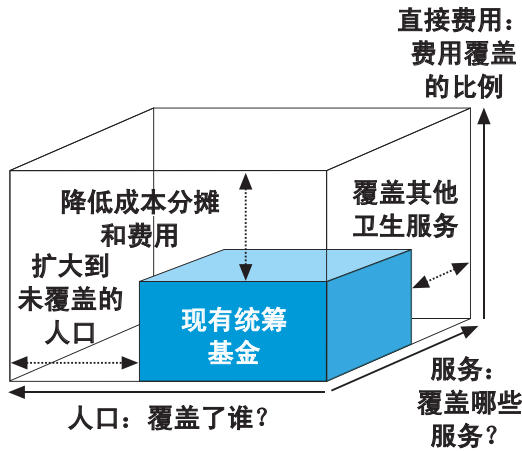 直接费用：
费用覆盖
的比例
降低成本分摊
和费用
覆盖其他
卫生服务
扩大到
未覆盖的
人口
现有统筹
基金
服务：
覆盖哪些
服务？
人口：覆盖了谁？